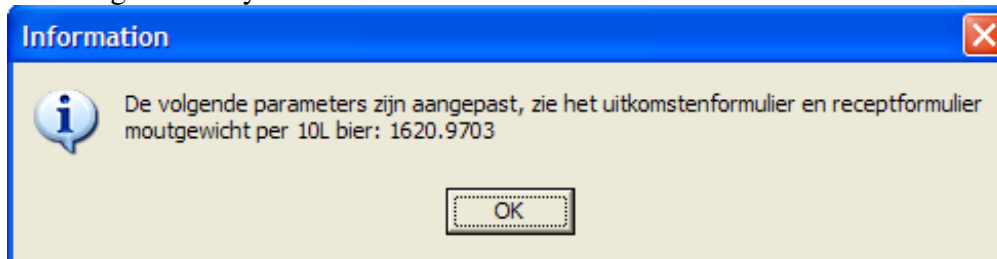 Information
De volgende parameters zijn aangepast, zie het uitkomstenformulier en receptformulier
moutgewicht per 10L bier: 1620.9703
OK